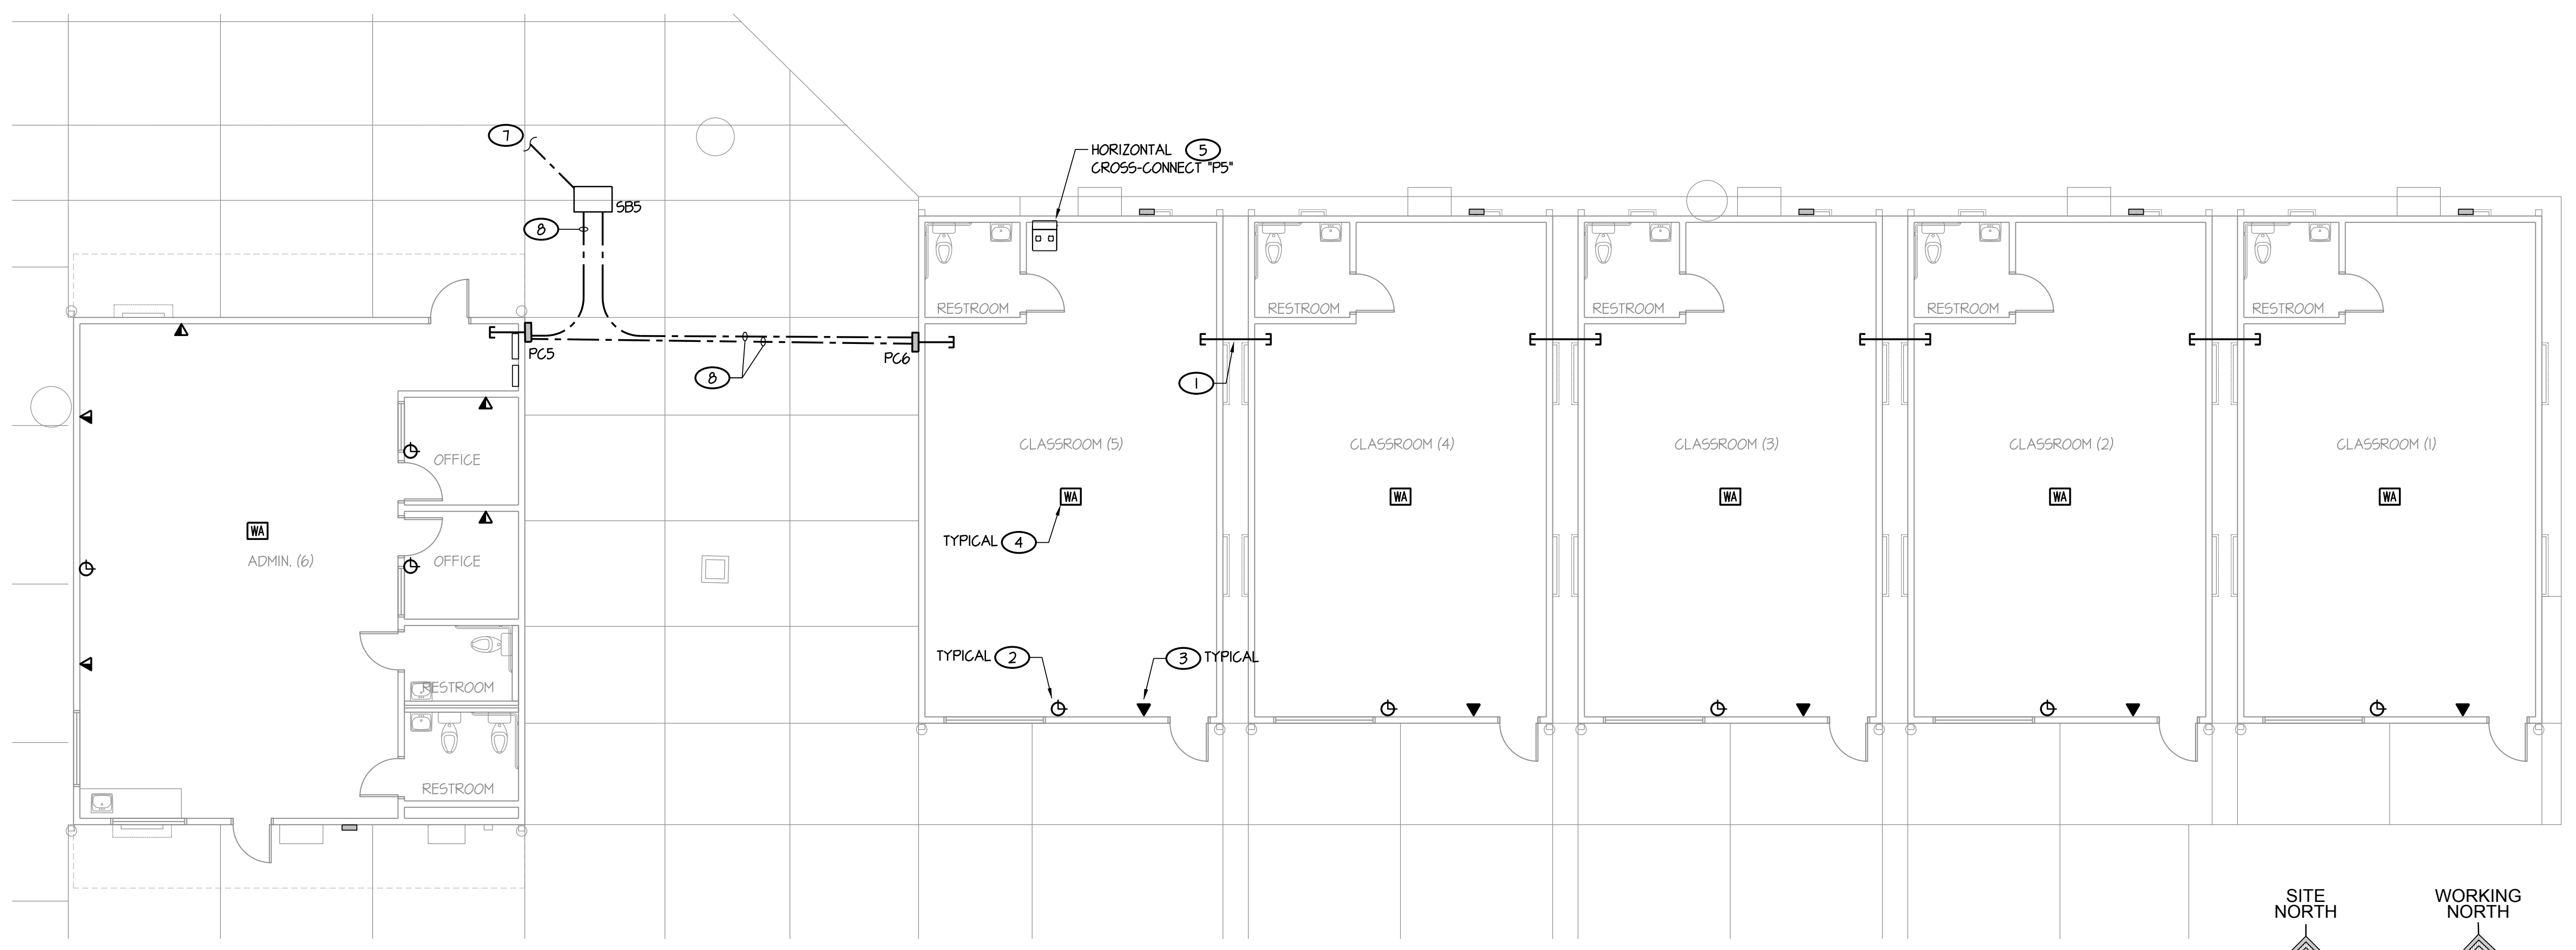 7
HORIZONTAL 5
CROSS-CONNECT "P5"
SB5
8
RESTROOM
RESTROOM
RESTROOM
RESTROOM
RESTROOM
PC5
PC6
8
1
CLASSROOM (5)
CLASSROOM (4)
CLASSROOM (3)
CLASSROOM (2)
CLASSROOM (1)
OFFICE
WA
WA
WA
WA
WA
WA
TYPICAL 4
ADMIN. (6)
OFFICE
TYPICAL 2
3 TYPICAL
RESTROOM
RESTROOM
SITE
NORTH
WORKING
NORTH